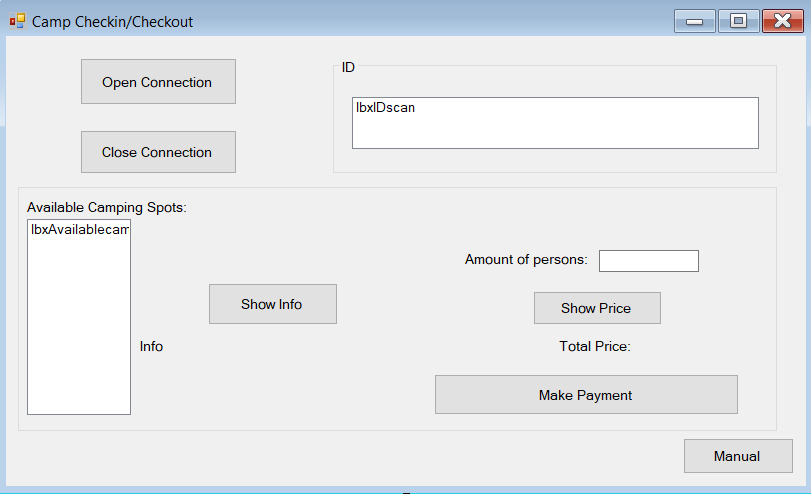 Camp Checkin/Checkout
Open Connection
ID
lbxIDscan
Close Connection
Available Camping Spots:
lbxAvailablecam
Amount of persons:
Show Info
Show Price
Info
Total Price:
Make Payment
Manual